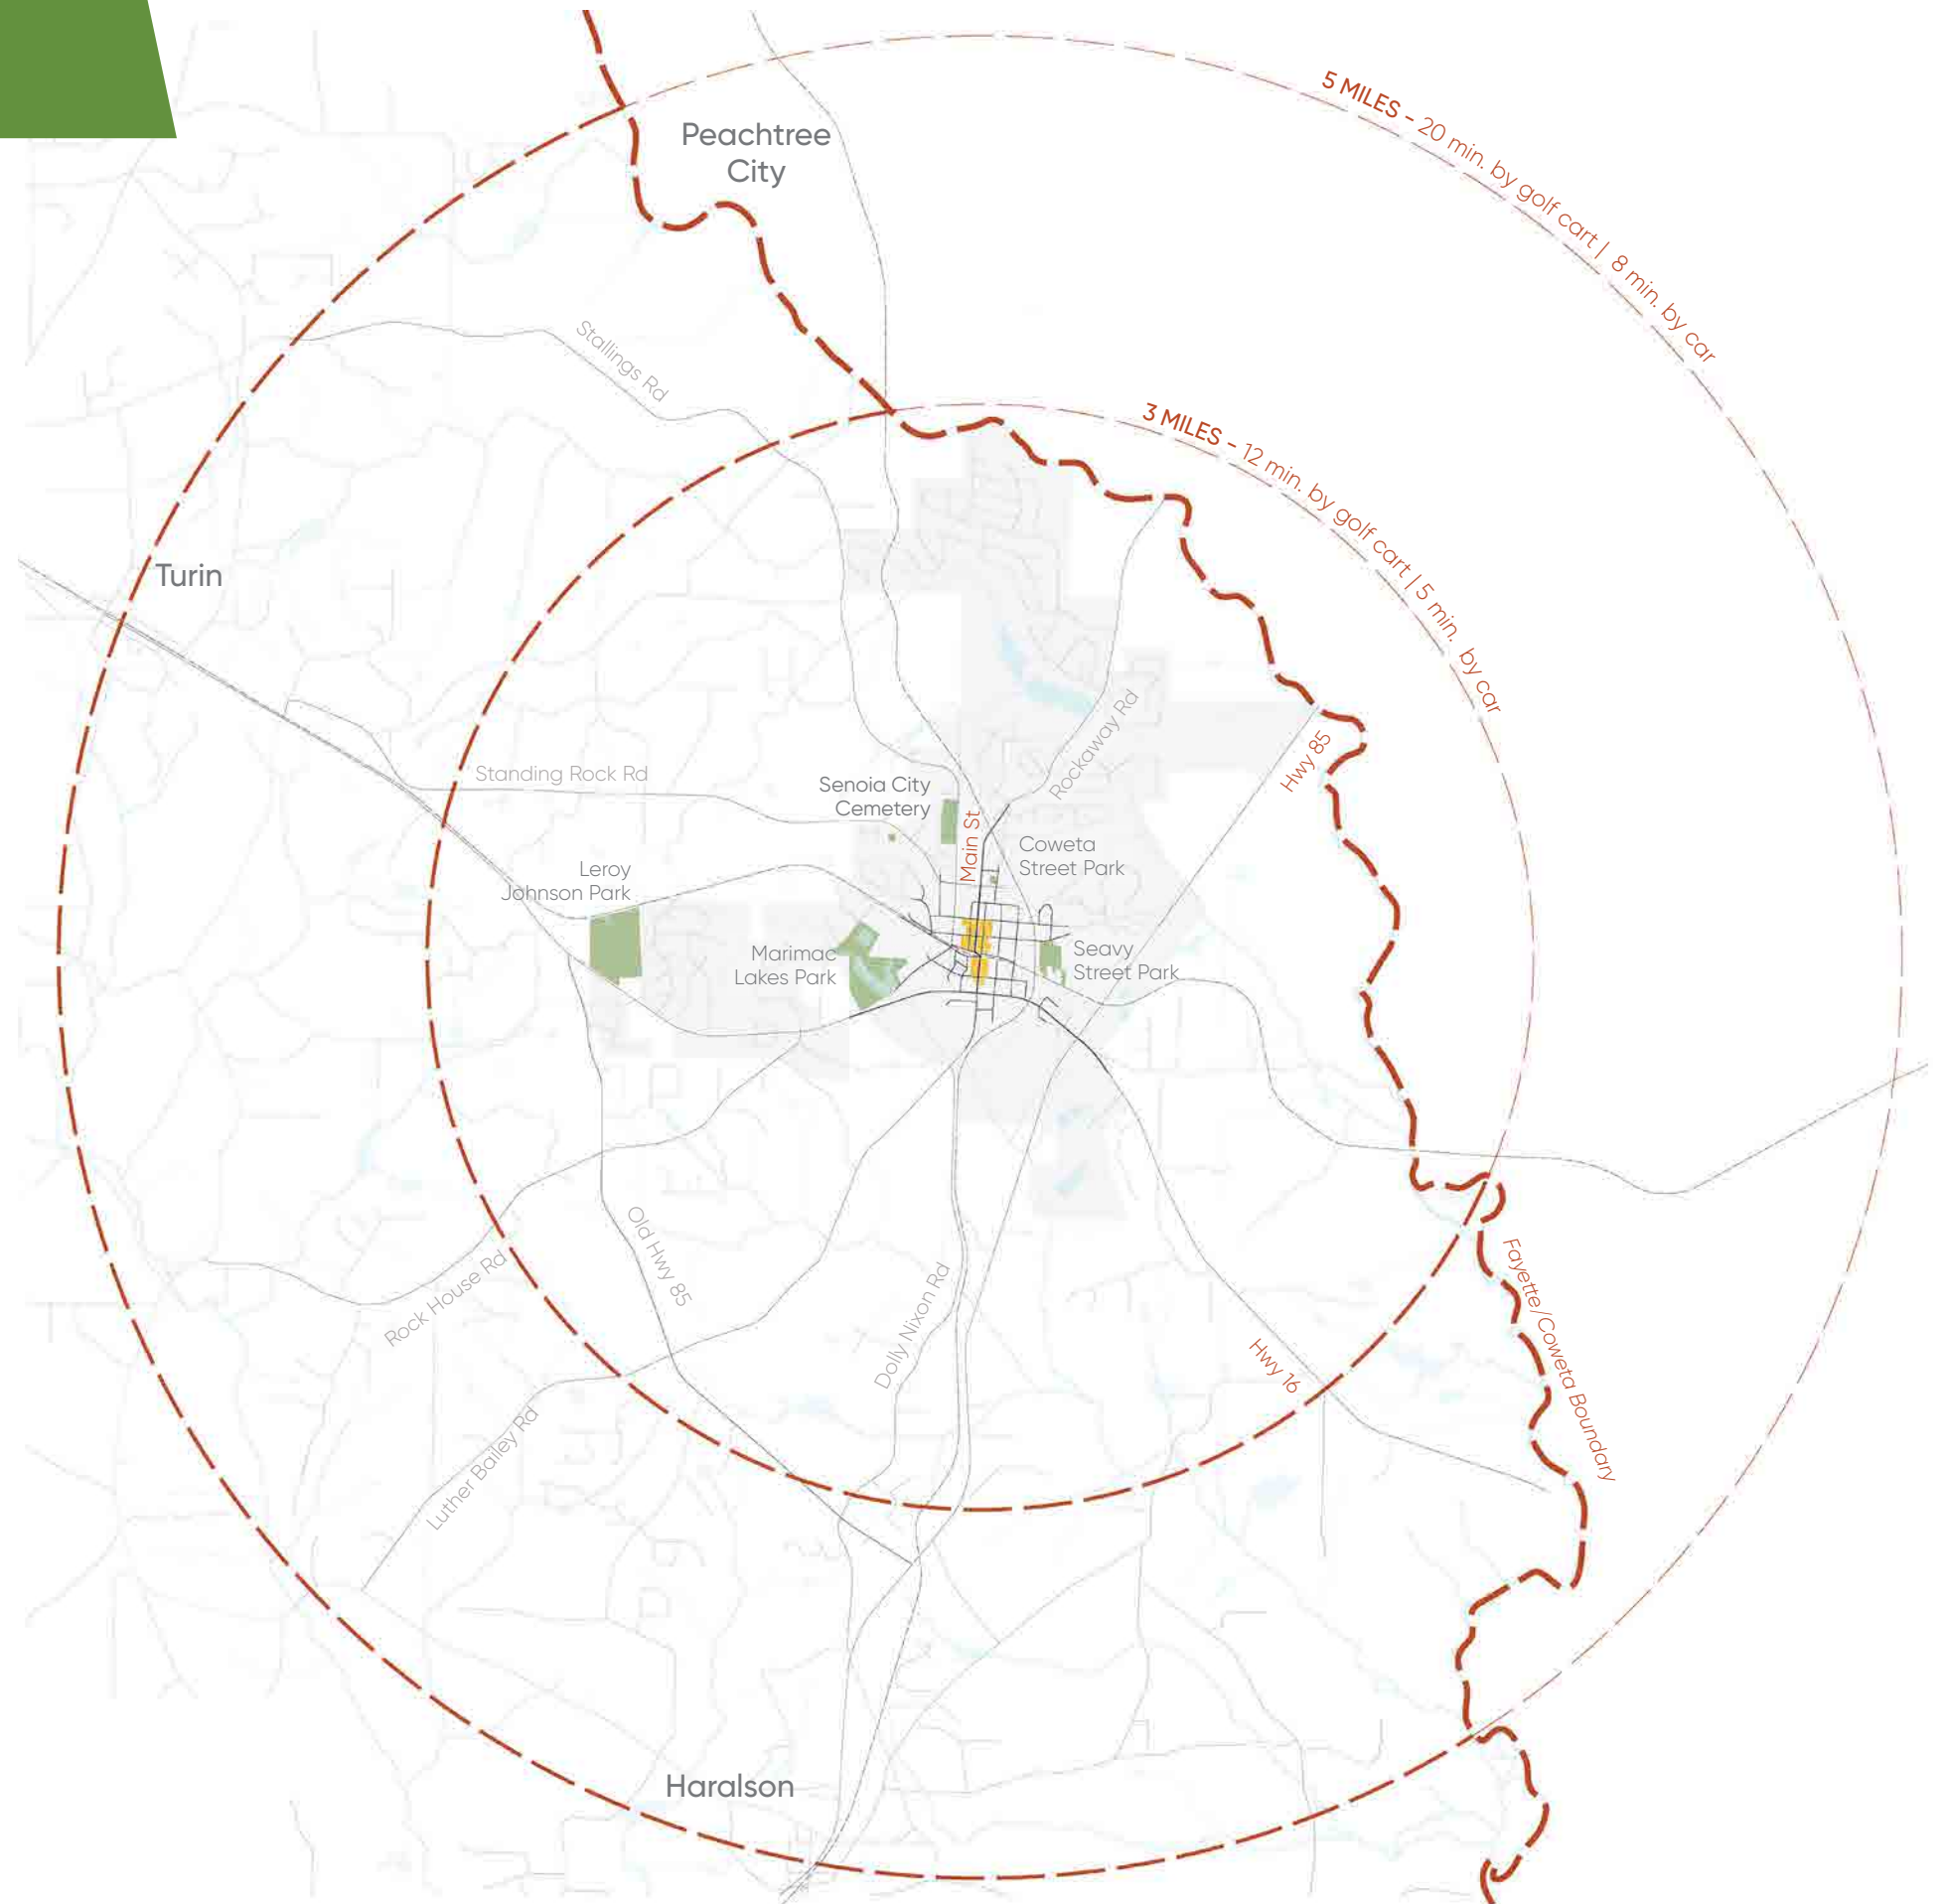 5 MILES - 20 min. by golf cart | 8 min. by car
Peachtree
City
Stallings Rd
3 MILES - 12 min. by golf cart | 5 min. by car
Turin
Rockaway Rd
Hwy 85
Standing Rock Rd
Senoia City
Cemetery
Main St
Coweta
Street Park
Leroy
Johnson Park
Marimac
Lakes Park
Seavy
Street Park
Old Hwy 85
Rock House Rd
Dolly Nixon Rd
Hwy 16
Fayette/Coweta Boundary
Luther Bailey Rd
Haralson